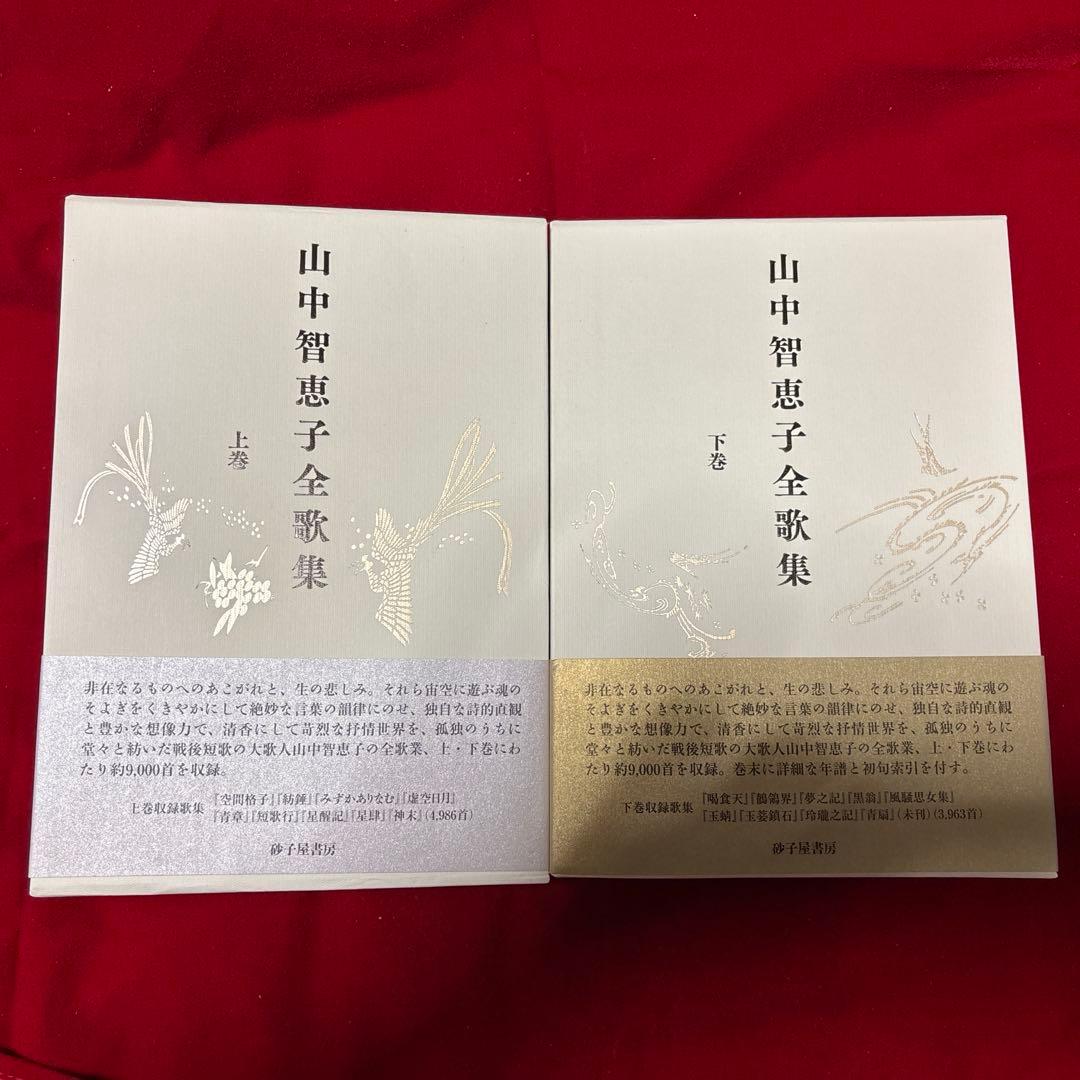 山中智恵子全歌集
上巻
非在なるものへのあこがれと、生の悲しみ。それら宙空に遊ぶ魂の
そよぎをくきやかにして絶妙な言葉の韻律にのせ、独自な詩的直観
と豊かな想像力で、清香にして苛烈な抒情世界を、孤独のうちに
堂々と紡いだ戦後短歌の大歌人山中智恵子の全歌業、上・下巻にわ
たり約9,000首を収録。
上巻収録歌集
『空間格子』『紡錘』『みずかありなむ』『虚空日月』
『青章』『短歌行』『星醒記』『星肆』『神末』(4,986首)
砂子屋書房
山中智恵子全歌集
下巻
非在なるものへのあこがれと、生の悲しみ。それら宙空に遊ぶ魂の
そよぎをくきやかにして絶妙な言葉の韻律にのせ、独自な詩的直観
と豊かな想像力で、清香にして苛烈な抒情世界を、孤独のうちに
堂々と紡いだ戦後短歌の大歌人山中智恵子の全歌業、上・下巻にわ
たり約9,000首を収録。巻末に詳細な年譜と初句索引を付す。
下巻収録歌集
『喝食天』『鶺鴒界』『夢之記』『黒翁』『風騒思女集』
『玉蜻』『玉菨鎮石』『玲瓏之記』『青扇』(未刊)(3,963首)
砂子屋書房